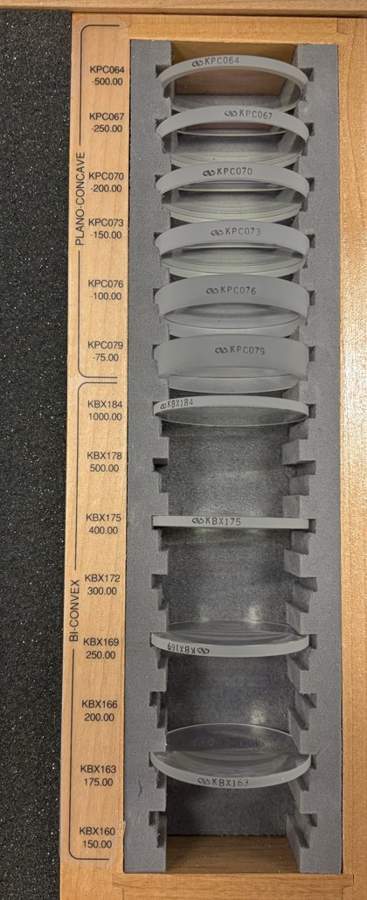 PLANO-CONCAVE
KPC064
-500.00
KPC067
-250.00
KPC070
-200.00
KPC073
-150.00
KPC076
-100.00
KPC079
-75.00
BI-CONVEX
KBX184
1000.00
KBX178
500.00
KBX175
400.00
KBX172
300.00
KBX169
250.00
KBX166
200.00
KBX163
175.00
KBX160
150.00
KPC064
KPC067
KPC070
KPC073
KPC076
KPC079
KBX184
KBX175
KBX169
KBX163